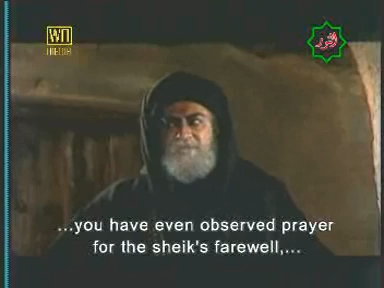 ...you have even observed prayer
for the sheik's farewell,...